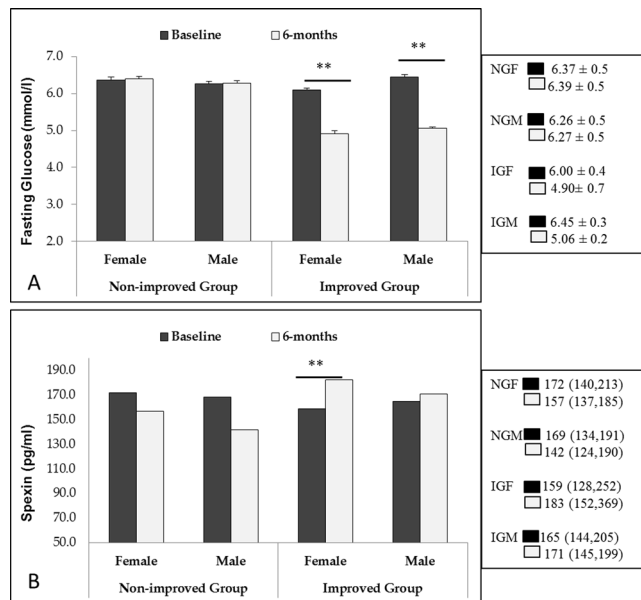 Baseline 6-months
Fasting Glucose (mmol/l)
7.0
6.0
5.0
4.0
3.0
2.0
** **
Female Male Female Male
Non-improved Group Improved Group
A
NGF 6.37 ± 0.5
6.39 ± 0.5
NGM 6.26 ± 0.5
6.27 ± 0.5
IGF 6.00 ± 0.4
4.90± 0.7
IGM 6.45 ± 0.3
5.06 ± 0.2
Baseline 6-months
Spexin (pg/ml)
190.0
170.0
150.0
130.0
110.0
90.0
70.0
50.0
**
Female Male Female Male
Non-improved Group Improved Group
B
NGF 172 (140,213)
157 (137,185)
NGM 169 (134,191)
142 (124,190)
IGF 159 (128,252)
183 (152,369)
IGM 165 (144,205)
171 (145,199)